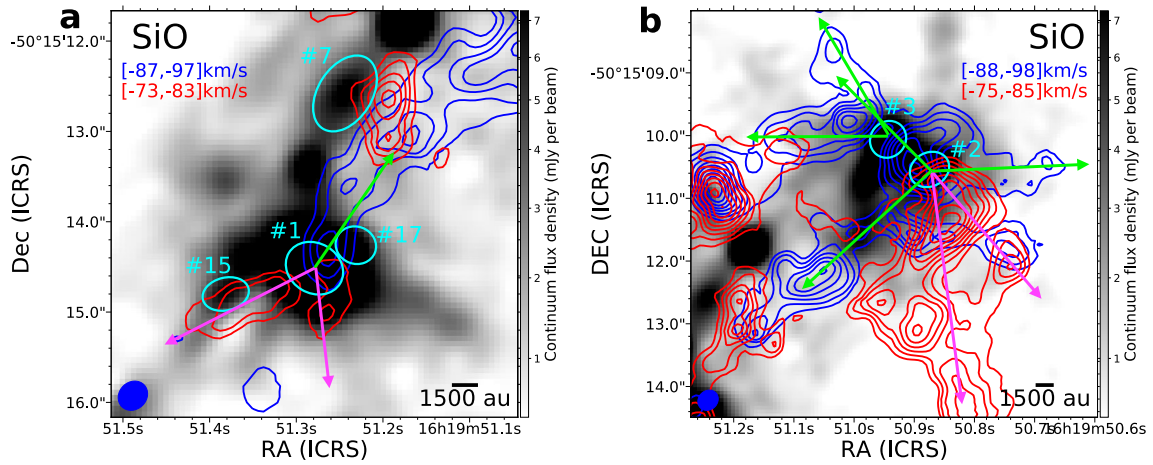 a
SiO
[-87,-97]km/s
[-73,-83]km/s
#7
#1
#17
#15
1500 au
-50°15'12.0"
13.0"
14.0"
15.0"
16.0"
Dec (ICRS)
51.5s 51.4s 51.3s 51.2s 16h19m51.1s
RA (ICRS)
7
6
5
4
3
2
1
Continuum flux density (mJy per beam)
b
SiO
[-88,-98]km/s
[-75,-85]km/s
#3
#2
1500 au
-50°15'09.0"
10.0"
11.0"
12.0"
13.0"
14.0"
DEC (ICRS)
51.2s 51.1s 51.0s 50.9s 50.8s 50.7s 16h19m50.6s
RA (ICRS)
7
6
5
4
3
2
1
Continuum flux density (mJy per beam)